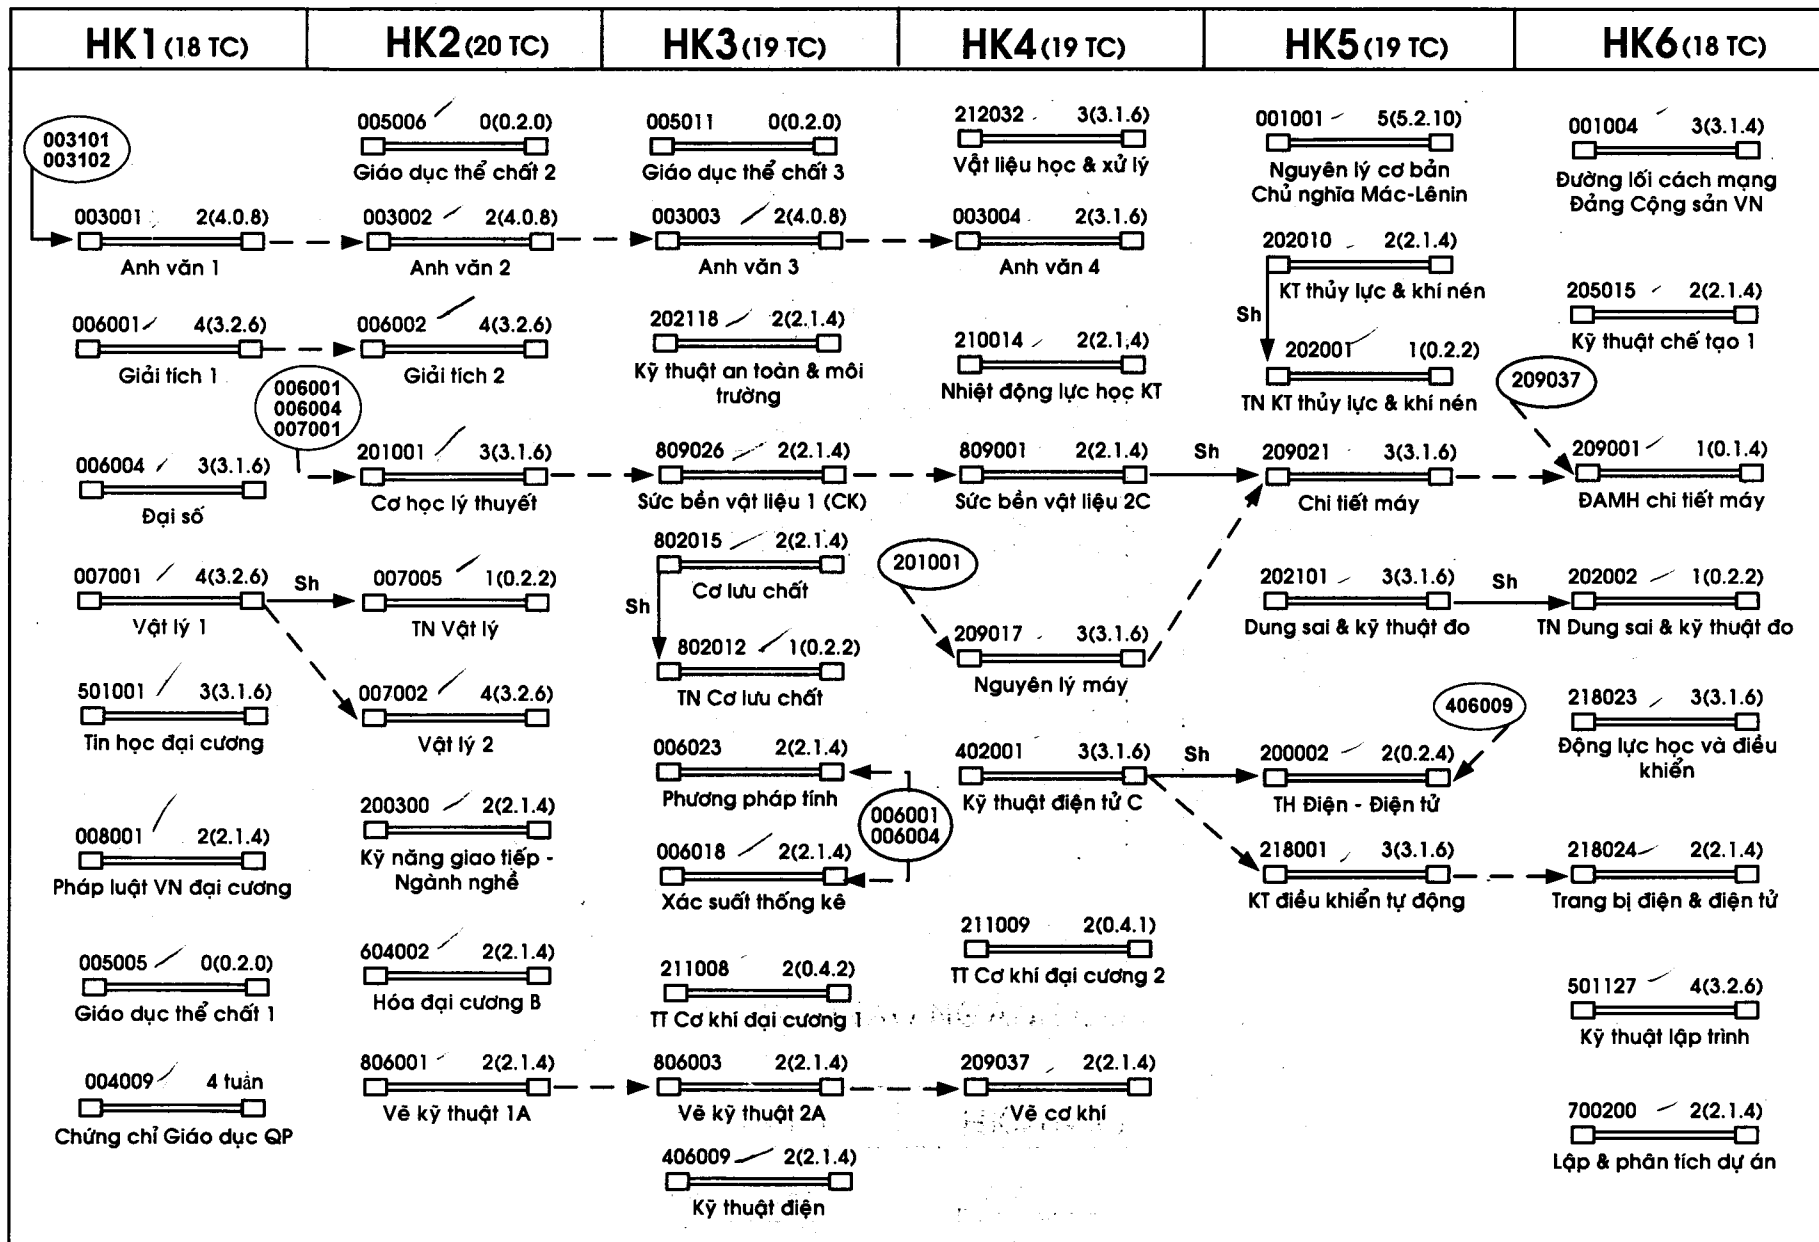 HK1 (18 TC)
HK2 (20 TC)
HK3 (19 TC)
HK4 (19 TC)
HK5 (19 TC)
HK6 (18 TC)
003101
003102
003001 2(4.0.8)
Anh văn 1
006001 4(3.2.6)
Giải tích 1
006004 3(3.1.6)
Đại số
007001 4(3.2.6)
Sh
Vật lý 1
501001 3(3.1.6)
Tin học đại cương
008001 2(2.1.4)
Pháp luật VN đại cương
005005 0(0.2.0)
Giáo dục thể chất 1
004009 4 tuần
Chứng chỉ Giáo dục QP
005006 0(0.2.0)
Giáo dục thể chất 2
003002 2(4.0.8)
Anh văn 2
006002 4(3.2.6)
Giải tích 2
006001
006004
007001
201001 3(3.1.6)
Cơ học lý thuyết
007005 1(0.2.2)
TN Vật lý
007002 4(3.2.6)
Vật lý 2
200300 2(2.1.4)
Kỹ năng giao tiếp -
Ngành nghề
604002 2(2.1.4)
Hóa đại cương B
806001 2(2.1.4)
Vẽ kỹ thuật 1A
005011 0(0.2.0)
Giáo dục thể chất 3
003003 2(4.0.8)
Anh văn 3
202118 2(2.1.4)
Kỹ thuật an toàn & môi
trường
809026 2(2.1.4)
Sức bền vật liệu 1 (CK)
802015 2(2.1.4)
Cơ lưu chất
Sh
802012 1(0.2.2)
TN Cơ lưu chất
006023 2(2.1.4)
Phương pháp tính
006001
006004
006018 2(2.1.4)
Xác suất thống kê
211008 2(0.4.2)
TT Cơ khí đại cương 1
806003 2(2.1.4)
Vẽ kỹ thuật 2A
406009 2(2.1.4)
Kỹ thuật điện
212032 3(3.1.6)
Vật liệu học & xử lý
003004 2(3.1.6)
Anh văn 4
210014 2(2.1.4)
Nhiệt động lực học KT
809001 2(2.1.4)
Sh
Sức bền vật liệu 2C
201001
209017 3(3.1.6)
Nguyên lý máy
402001 3(3.1.6)
Sh
Kỹ thuật điện tử C
211009 2(0.4.1)
TT Cơ khí đại cương 2
209037 2(2.1.4)
Vẽ cơ khí
001001 5(5.2.10)
Nguyên lý cơ bản
Chủ nghĩa Mác-Lênin
202010 2(2.1.4)
KT thủy lực & khí nén
Sh
202001 1(0.2.2)
TN KT thủy lực & khí nén
209021 3(3.1.6)
Chi tiết máy
202101 3(3.1.6)
Sh
Dung sai & kỹ thuật đo
406009
200002 2(0.2.4)
TH Điện - Điện tử
218001 3(3.1.6)
KT điều khiển tự động
001004 3(3.1.4)
Đường lối cách mạng
Đảng Cộng sản VN
205015 2(2.1.4)
Kỹ thuật chế tạo 1
209037
209001 1(0.1.4)
ĐAMH chi tiết máy
202002 1(0.2.2)
TN Dung sai & kỹ thuật đo
218023 3(3.1.6)
Động lực học và điều
khiển
218024 2(2.1.4)
Trang bị điện & điện tử
501127 4(3.2.6)
Kỹ thuật lập trình
700200 2(2.1.4)
Lập & phân tích dự án